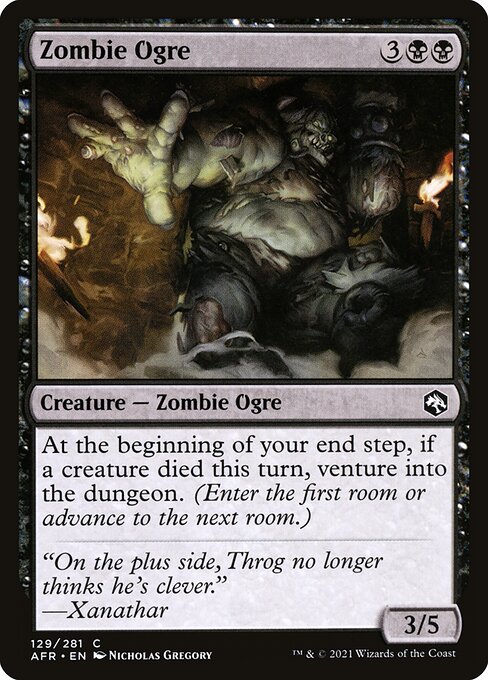 Zombie Ogre 3
Creature — Zombie Ogre
At the beginning of your end step, if
a creature died this turn, venture into
the dungeon. (Enter the first room or
advance to the next room.)
“On the plus side, Throg no longer
thinks he’s clever.”
—Xanathar
3/5
129/281 C
AFR • EN Nicholas Gregory
™ & © 2021 Wizards of the Coast